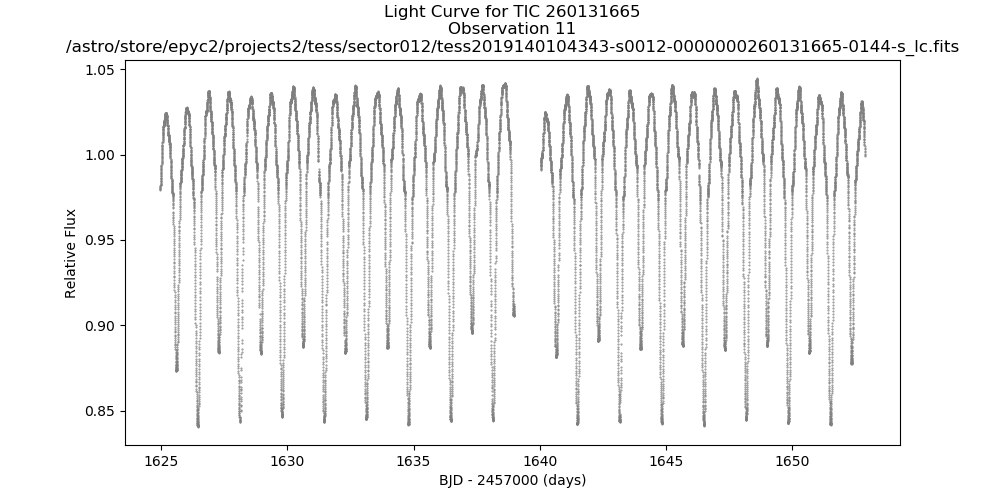 Light Curve for TIC 260131665
Observation 11
/astro/store/epyc2/projects2/tess/sector012/tess2019140104343-s0012-0000000260131665-0144-s_lc.fits
1.05
1.00
0.95
0.90
0.85
Relative Flux
1625 1630 1635 1640 1645 1650
BJD - 2457000 (days)